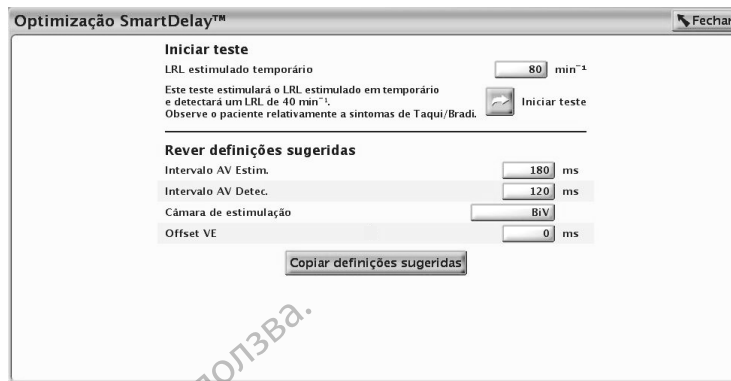 Optimização SmartDelay™
Fechar
Iniciar teste
LRL estimulado temporário 80 min⁻¹
Este teste estimulará o LRL estimulado em temporário
e detectará um LRL de 40 min⁻¹.
Observe o paciente relativamente a sintomas de Taqui/Bradi.
Iniciar teste
Rever definições sugeridas
Intervalo AV Estim. 180 ms
Intervalo AV Detec. 120 ms
Câmara de estimulação BiV
Offset VE 0 ms
Copiar definições sugeridas